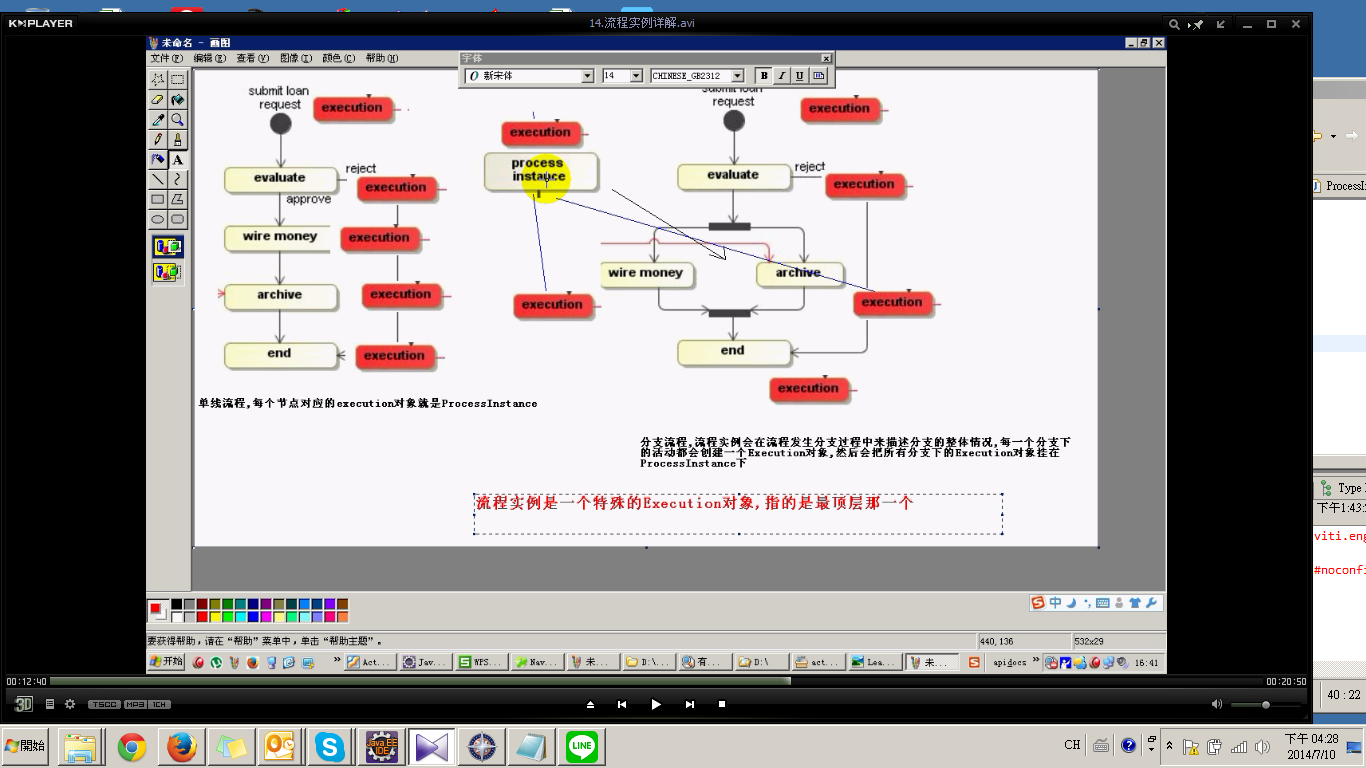 KMPLAYER
14.流程实例详解.avi
未命名 - 画图
文件(F) 编辑(E) 查看(V) 图像(I) 颜色(C) 帮助(H)
字体
新宋体 14 CHINESE_GB2312 B I U
submit loan
request
execution
evaluate
reject
execution
approve
wire money
execution
archive
execution
end
execution
execution
process
instance
execution
submit loan
request
execution
evaluate
reject
execution
wire money
archive
execution
end
execution
单线流程,每个节点对应的execution对象就是ProcessInstance
分支流程,流程实例会在流程发生分支过程中来描述分支的整体情况,每一个分支下
的活动都会创建一个Execution对象,然后会把所有分支下的Execution对象挂在
ProcessInstance下
流程实例是一个特殊的Execution对象,指的是最顶层那一个
ProcessIn
Type
下午1:43:
viti.eng
#noconfi
40 : 22
中
要获得帮助,请在“帮助”菜单中,单击“帮助主题”。
440,136
532x29
开始 Act... Jav... WPS... Nav... 未... D:\... 有... D:\ act... Lea... 未... apidocs 16:41
00:12:40
00:20:50
3D TSCC MP3 1CH
開始
Java EE
IDE
LINE
CH
下午 04:28
2014/7/10